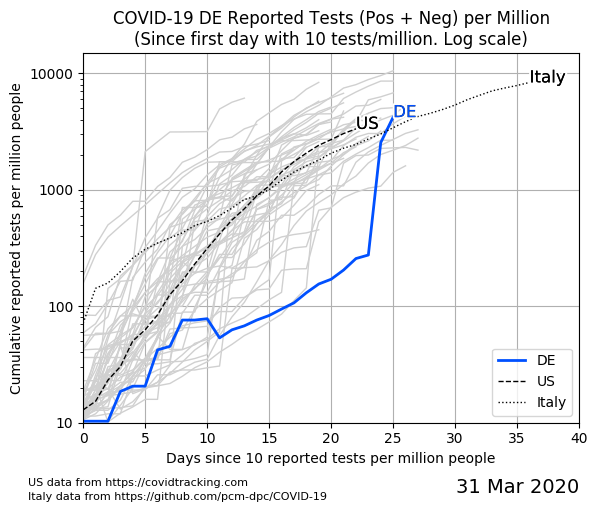 COVID-19 DE Reported Tests (Pos + Neg) per Million
(Since first day with 10 tests/million. Log scale)
Cumulative reported tests per million people
10000
1000
100
10
Italy
DE
US
DE
US
Italy
0 5 10 15 20 25 30 35 40
Days since 10 reported tests per million people
US data from https://covidtracking.com
Italy data from https://github.com/pcm-dpc/COVID-19
31 Mar 2020